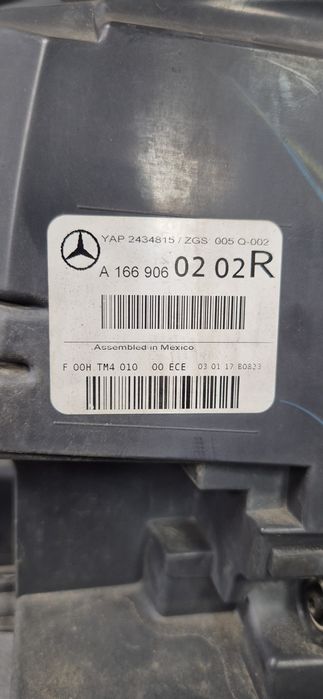 YAP 2434815 / ZGS: 005 Q-002
A 166 906 02 02 R
Assembled in Mexico
F 00H TM4 010 00 ECE 03 01 17 B0823